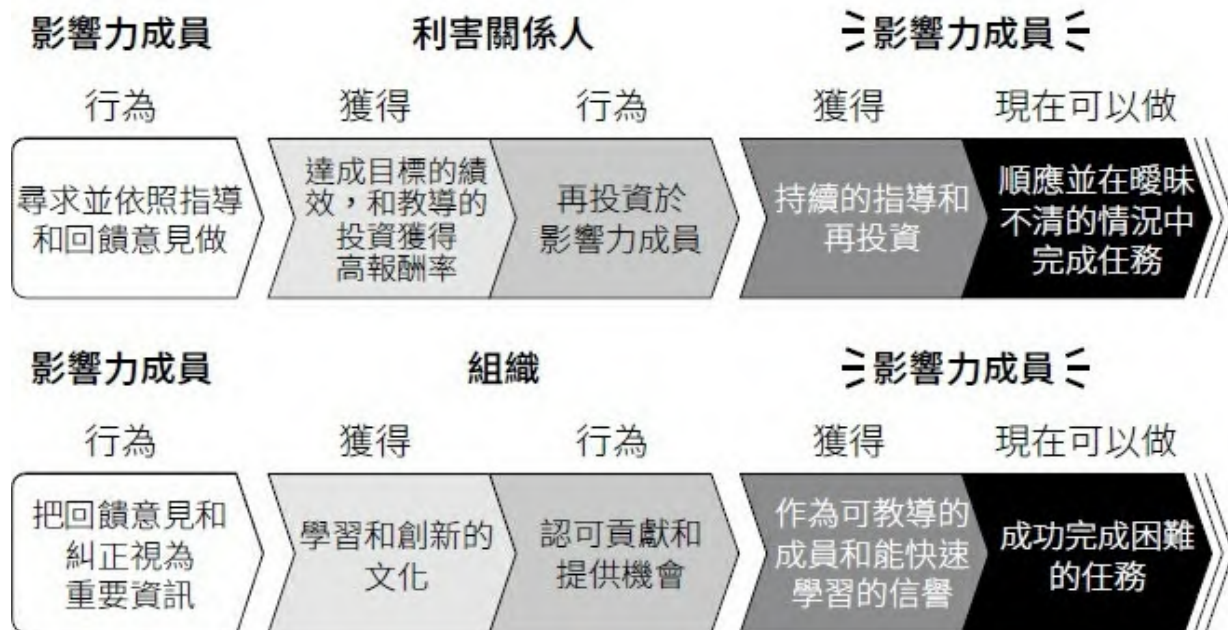 影響力成員
利害關係人
影響力成員
行為
獲得
行為
獲得
現在可以做
尋求並依照指導
和回饋意見做
達成目標的績
效，和教導的
投資獲得
高報酬率
再投資於
影響力成員
持續的指導和
再投資
順應並在曖昧
不清的情況中
完成任務
影響力成員
組織
影響力成員
行為
獲得
行為
獲得
現在可以做
把回饋意見和
糾正視為
重要資訊
學習和創新的
文化
認可貢獻和
提供機會
作為可教導的
成員和能快速
學習的信譽
成功完成困難
的任務